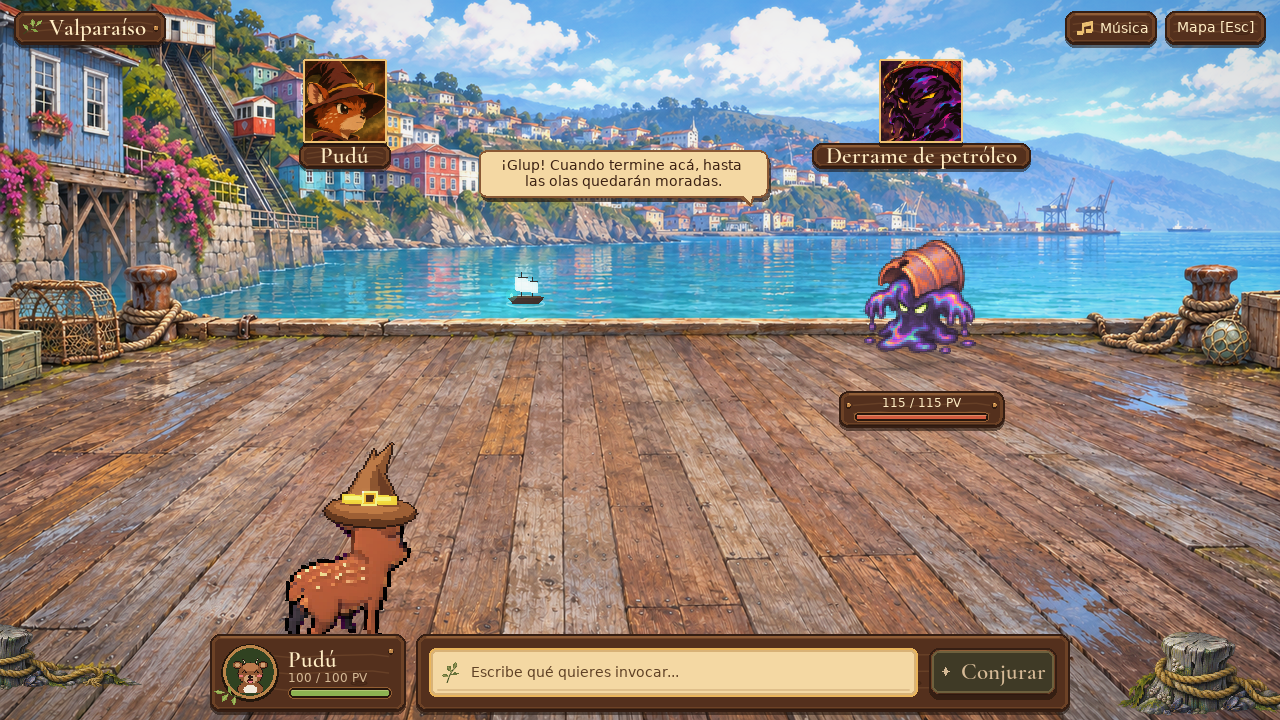 Valparaíso
Música
Mapa [Esc]
Pudú
Derrame de petróleo
¡Glup! Cuando termine acá, hasta
las olas quedarán moradas.
115 / 115 PV
Pudú
100 / 100 PV
Escribe qué quieres invocar...
Conjurar